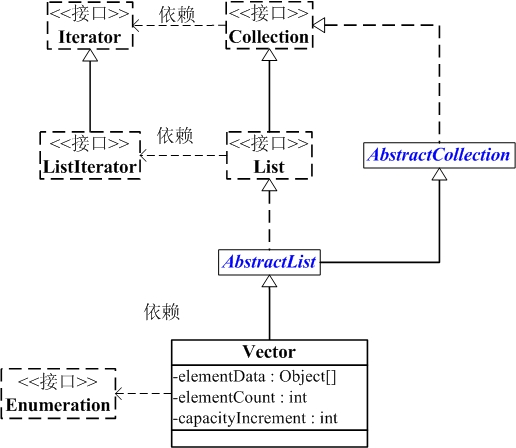 <<接口>>
Iterator
依赖
<<接口>>
Collection
<<接口>>
ListIterator
依赖
<<接口>>
List
AbstractCollection
AbstractList
依赖
Vector
-elementData : Object[]
-elementCount : int
-capacityIncrement : int
<<接口>>
Enumeration